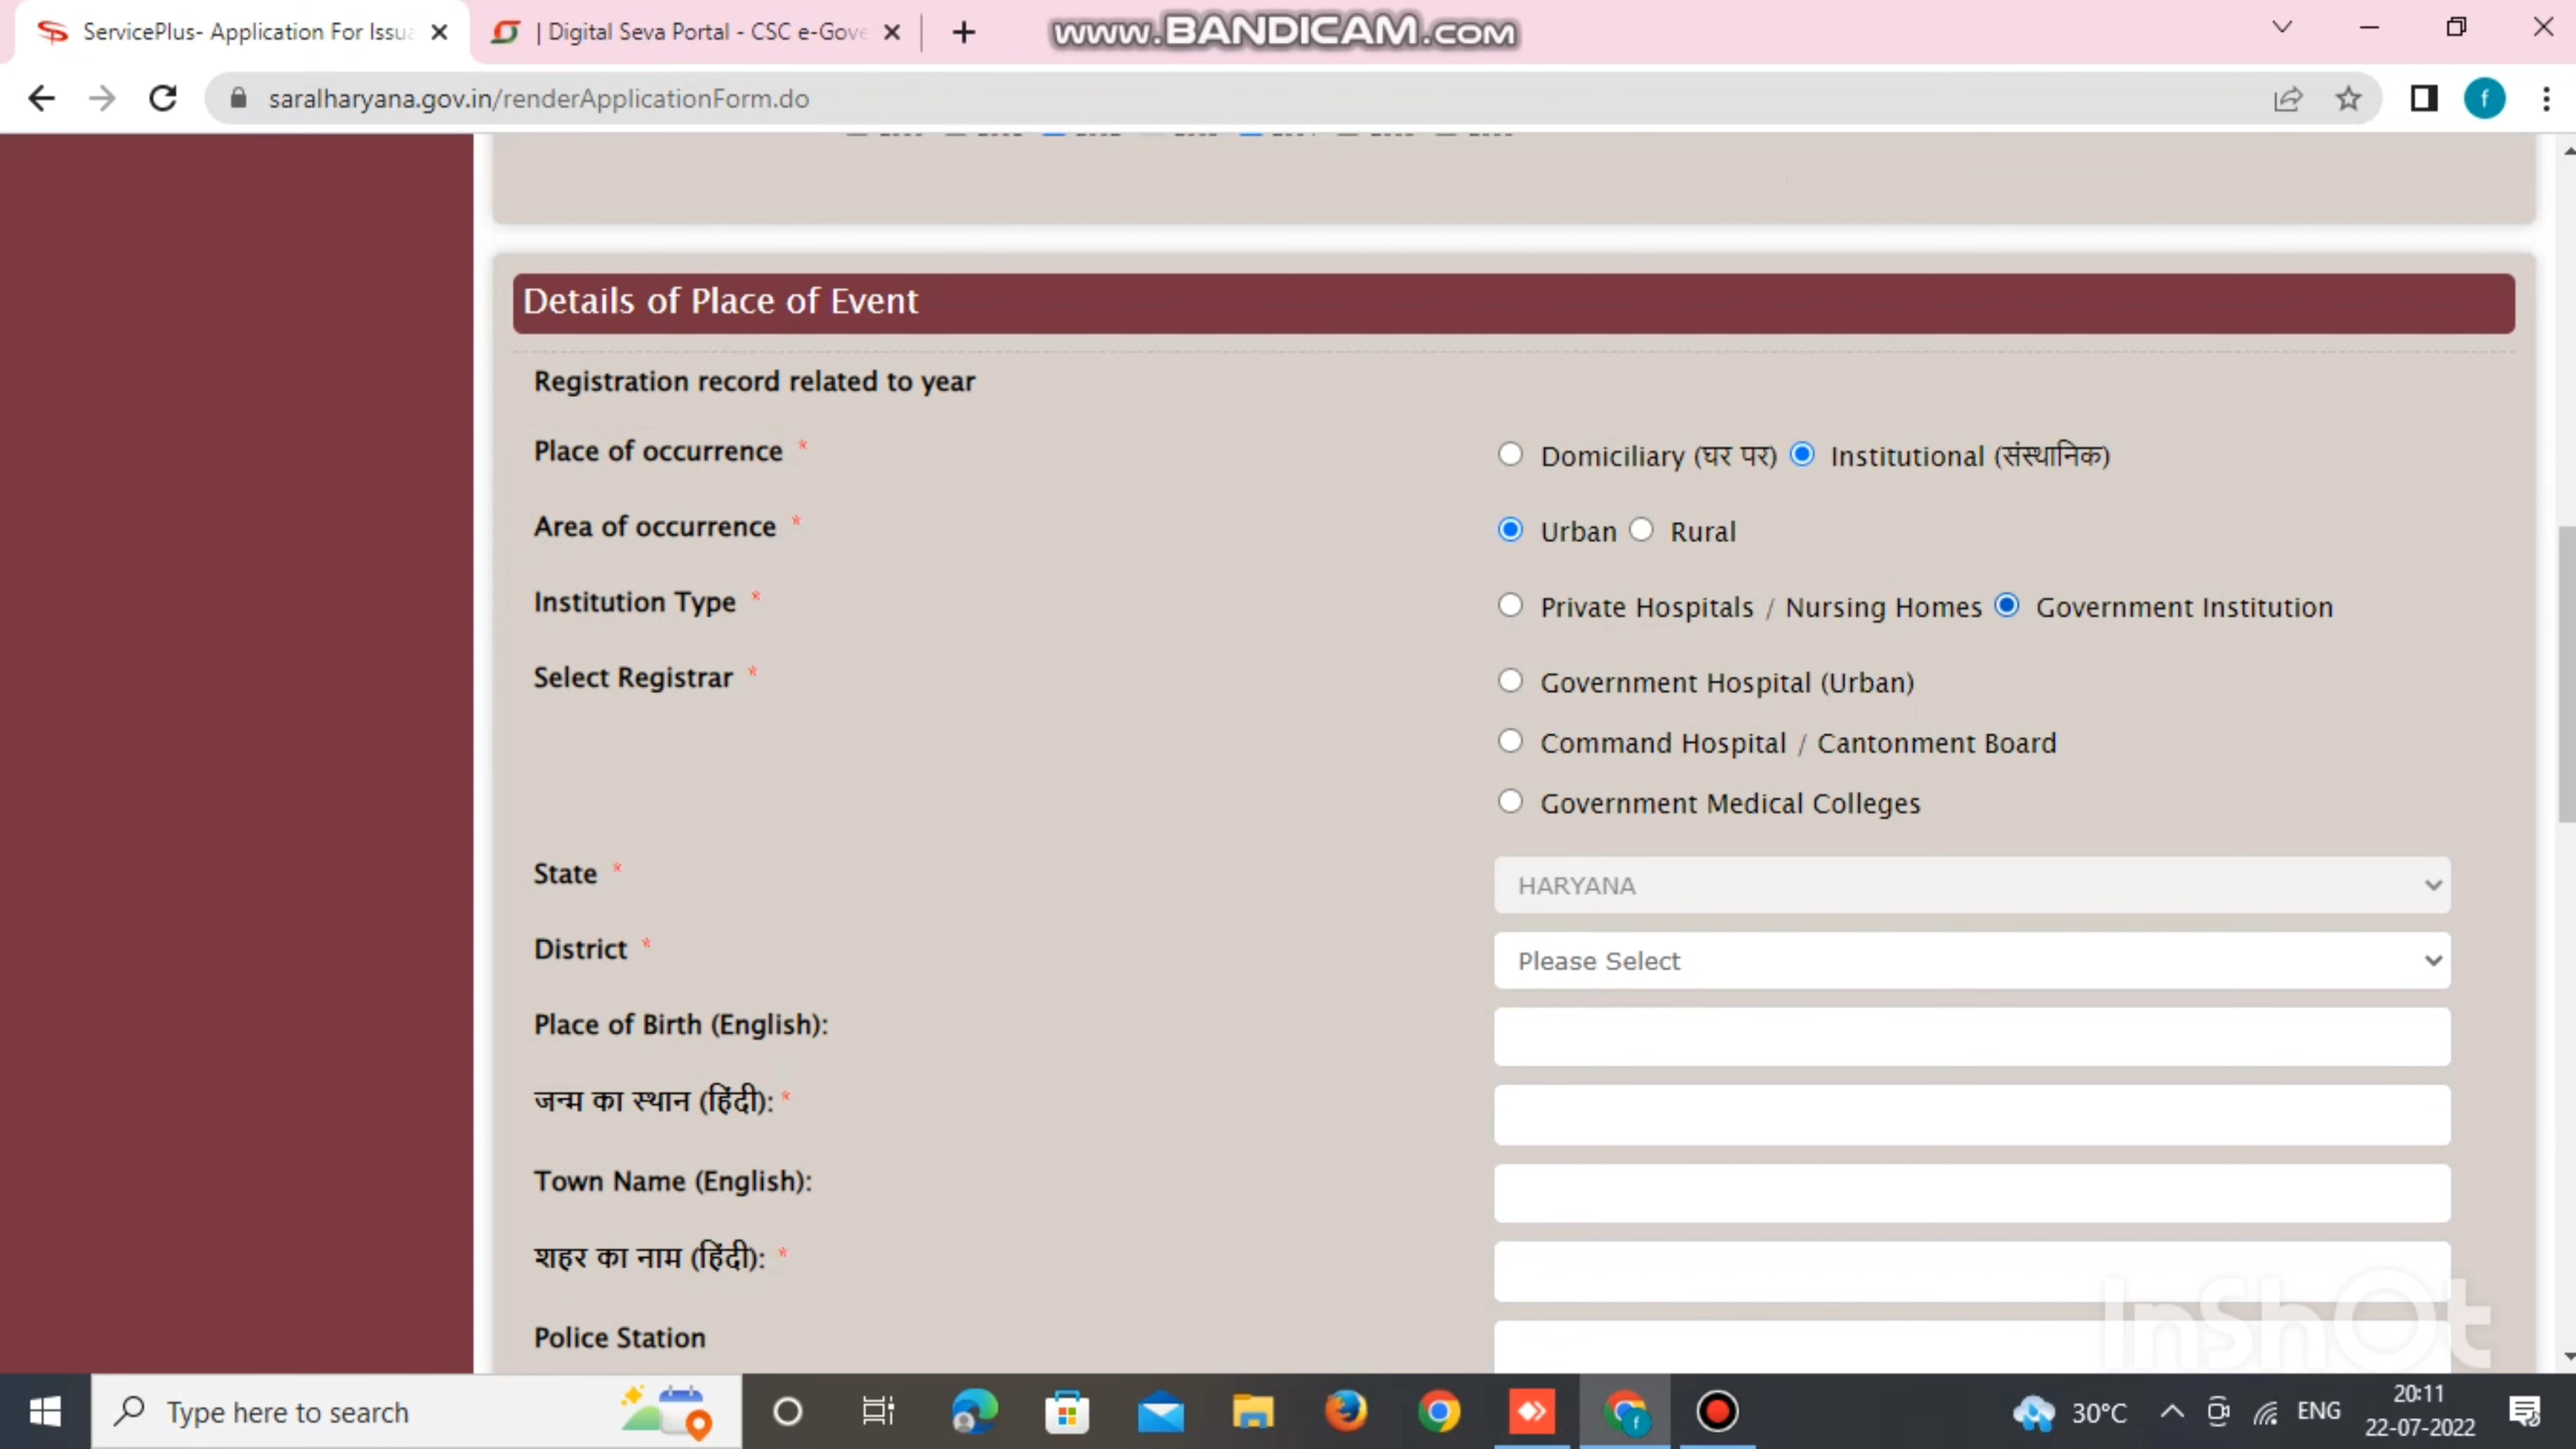 ServicePlus- Application For Issua
| Digital Seva Portal - CSC e-Gove
www.BANDICAM.com
saralharyana.gov.in/renderApplicationForm.do
f
Details of Place of Event
Registration record related to year
Place of occurrence *
Domiciliary (घर पर) Institutional (संस्थानिक)
Area of occurrence *
Urban Rural
Institution Type *
Private Hospitals / Nursing Homes Government Institution
Select Registrar *
Government Hospital (Urban)
Command Hospital / Cantonment Board
Government Medical Colleges
State *
HARYANA
District *
Please Select
Place of Birth (English):
जन्म का स्थान (हिंदी): *
Town Name (English):
शहर का नाम (हिंदी): *
Police Station
InShOt
Type here to search
f
30°C
ENG
20:11
22-07-2022